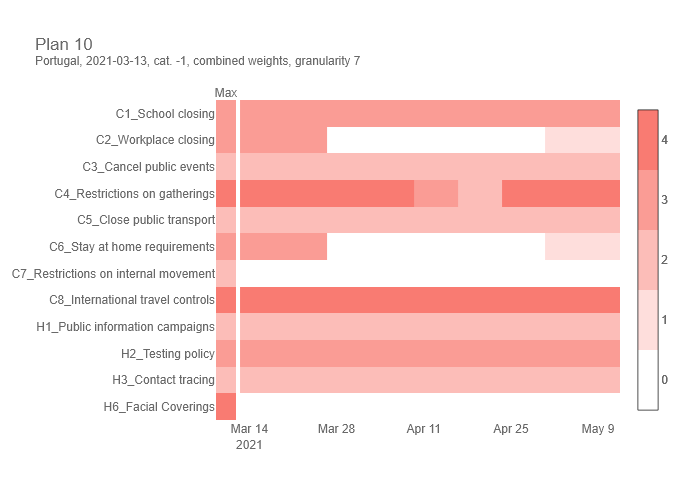 Plan 10
Portugal, 2021-03-13, cat. -1, combined weights, granularity 7
Max
C1_School closing
C2_Workplace closing
C3_Cancel public events
C4_Restrictions on gatherings
C5_Close public transport
C6_Stay at home requirements
C7_Restrictions on internal movement
C8_International travel controls
H1_Public information campaigns
H2_Testing policy
H3_Contact tracing
H6_Facial Coverings
Mar 14 Mar 28 Apr 11 Apr 25 May 9
2021
4
3
2
1
0